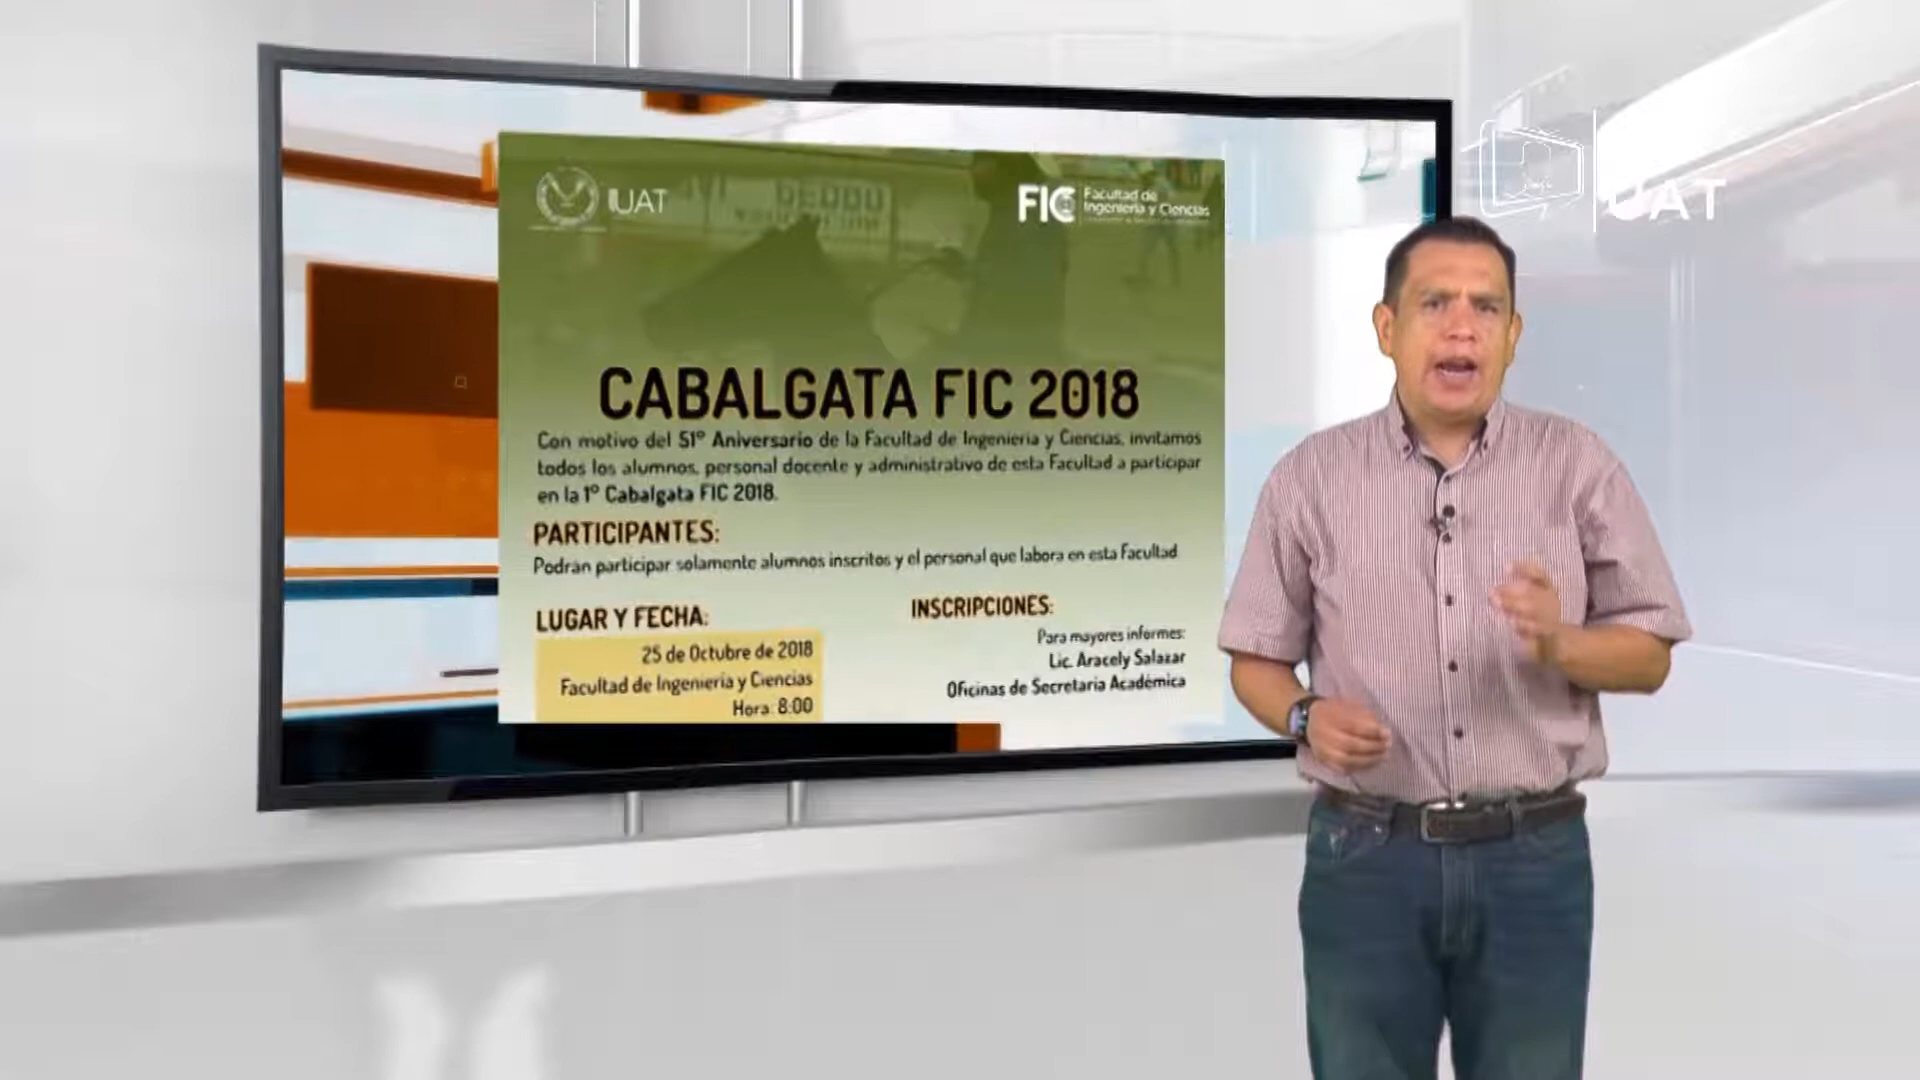 UAT
FIC Facultad de
Ingeniería y Ciencias
UAT
CABALGATA FIC 2018
Con motivo del 51° Aniversario de la Facultad de Ingeniería y Ciencias, invitamos
todos los alumnos, personal docente y administrativo de esta Facultad a participar
en la 1° Cabalgata FIC 2018.
PARTICIPANTES:
Podrán participar solamente alumnos inscritos y el personal que labora en esta Facultad
LUGAR Y FECHA:
25 de Octubre de 2018
Facultad de Ingeniería y Ciencias
Hora: 8:00
INSCRIPCIONES:
Para mayores informes:
Lic. Aracely Salazar
Oficinas de Secretaría Académica